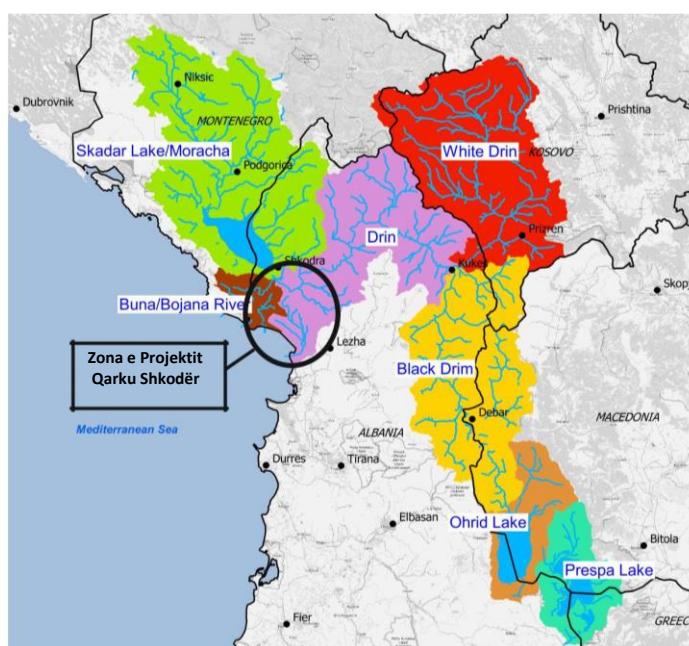 Dubrovnik
Niksic
MONTENEGRO
Skadar Lake/Moracha
Podgorica
Prishtina
White Drin
KOSOVO
Prizren
Drin
Shkodra
Kukes
Skopj
Buna/Bojana River
Lezha
Zona e Projektit
Qarku Shkodër
Black Drim
Debar
MACEDONIA
Mediterranean Sea
ALBANIA
Durres
Tirana
Elbasan
Ohrid Lake
Bitola
Prespa Lake
Fier
GREEC